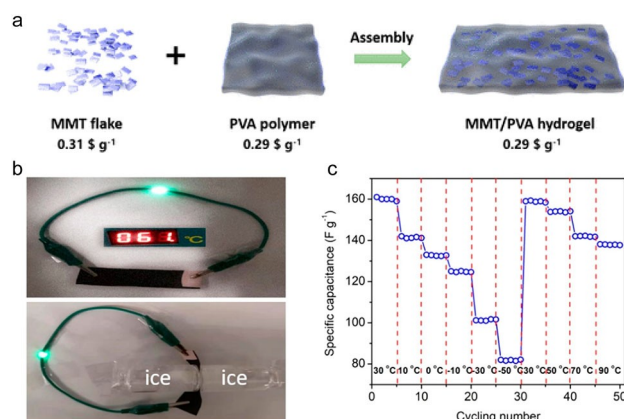 a
MMT flake
0.31 $ g⁻¹
+
PVA polymer
0.29 $ g⁻¹
Assembly
MMT/PVA hydrogel
0.29 $ g⁻¹
b
°C
ice
ice
c
Specific capacitance (F g⁻¹)
160
140
120
100
80
30 °C 10 °C 0 °C -10 °C -30 °C -50 °C 30 °C 50 °C 70 °C 90 °C
0 10 20 30 40 50
Cycling number